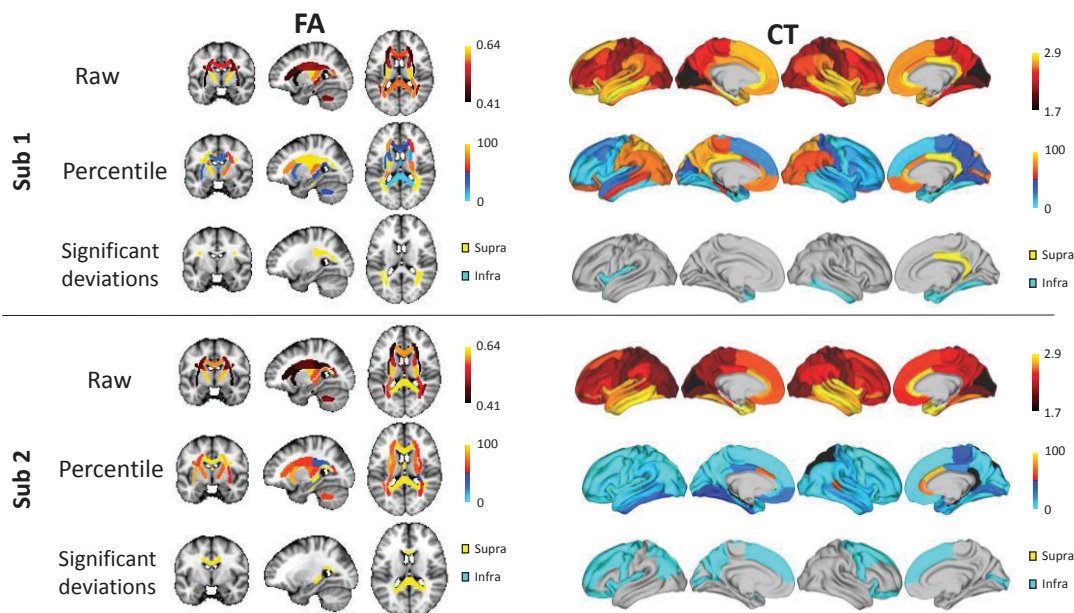 FA
CT
Sub 1
Raw
0.64
0.41
2.9
1.7
Percentile
100
0
100
0
Significant
deviations
Supra
Infra
Supra
Infra
Sub 2
Raw
0.64
0.41
2.9
1.7
Percentile
100
0
100
0
Significant
deviations
Supra
Infra
Supra
Infra